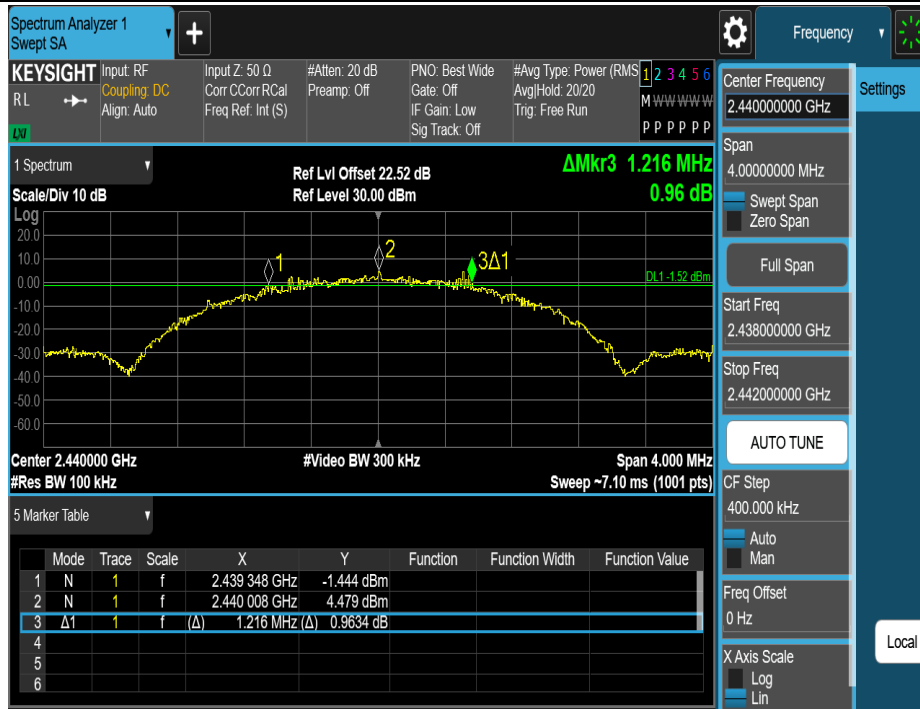 Spectrum Analyzer 1
Swept SA
+
Frequency
KEYSIGHT
R L
LXI
Input: RF
Coupling: DC
Align: Auto
Input Z: 50 Ω
Corr CCorr RCal
Freq Ref: Int (S)
#Atten: 20 dB
Preamp: Off
PNO: Best Wide
Gate: Off
IF Gain: Low
Sig Track: Off
#Avg Type: Power (RMS
Avg|Hold: 20/20
Trig: Free Run
1 2 3 4 5 6
M W W W W W
P P P P P P
Center Frequency
2.440000000 GHz
Settings
Span
4.00000000 MHz
Swept Span
Zero Span
Full Span
Start Freq
2.438000000 GHz
Stop Freq
2.442000000 GHz
AUTO TUNE
CF Step
400.000 kHz
Auto
Man
Freq Offset
0 Hz
X Axis Scale
Log
Lin
Local
1 Spectrum
Scale/Div 10 dB
Ref Lvl Offset 22.52 dB
Ref Level 30.00 dBm
ΔMkr3 1.216 MHz
0.96 dB
Log
20.0
10.0
0.00
-10.0
-20.0
-30.0
-40.0
-50.0
-60.0
1
2
3Δ1
DL1 -1.52 dBm
Center 2.440000 GHz
#Video BW 300 kHz
Span 4.000 MHz
#Res BW 100 kHz
Sweep ~7.10 ms (1001 pts)
5 Marker Table
Mode Trace Scale X Y Function Function Width Function Value
1 N 1 f 2.439 348 GHz -1.444 dBm
2 N 1 f 2.440 008 GHz 4.479 dBm
3 Δ1 1 f (Δ) 1.216 MHz (Δ) 0.9634 dB
4
5
6